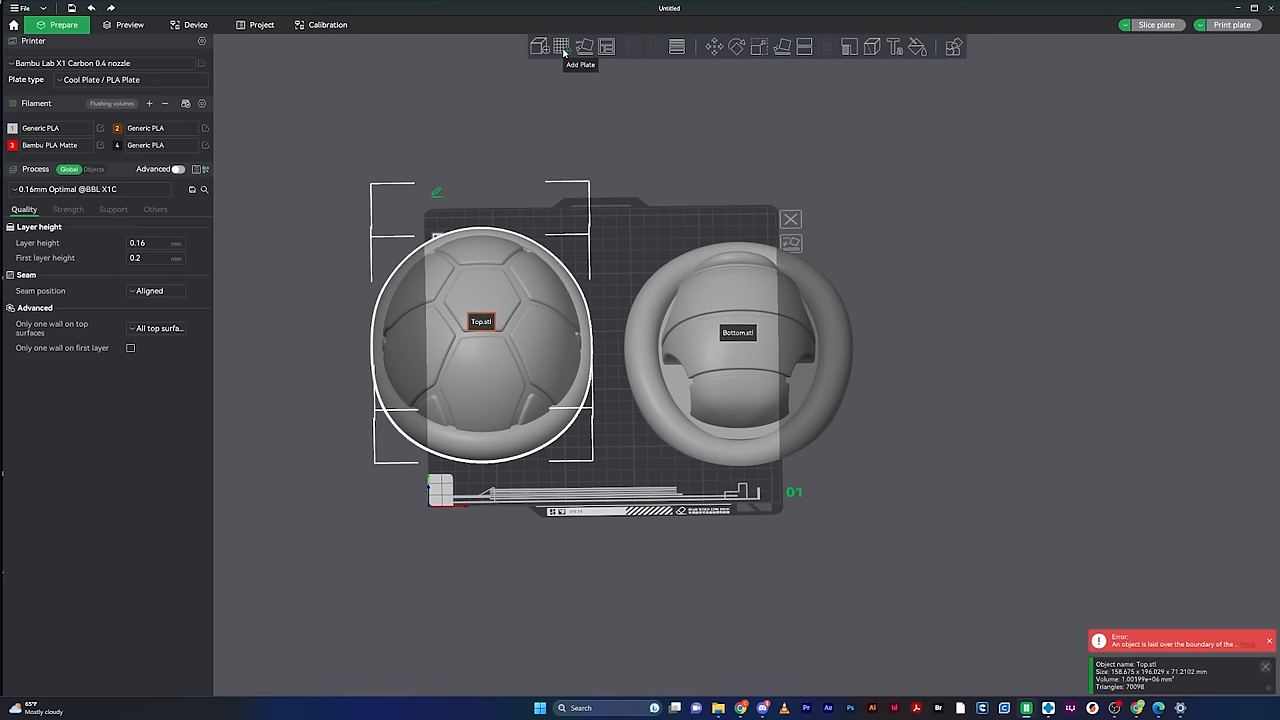 File
Untitled
Prepare
Preview
Device
Project
Calibration
Slice plate
Print plate
Printer
Bambu Lab X1 Carbon 0.4 nozzle
Plate type
Cool Plate / PLA Plate
Add Plate
Filament
Flushing volumes
1 Generic PLA
2 Generic PLA
3 Bambu PLA Matte
4 Generic PLA
Process
Global
Objects
Advanced
0.16mm Optimal @BBL X1C
Quality
Strength
Support
Others
Layer height
Layer height 0.16 mm
First layer height 0.2 mm
Seam
Seam position Aligned
Advanced
Only one wall on top
surfaces
All top surfa...
Only one wall on first layer
Top.stl
Bottom.stl
01
Error:
An object is laid over the boundary of the ..
Object name: Top.stl
Size: 158.675 x 196.029 x 71.2102 mm
Volume: 1.00199e+06 mm³
Triangles: 70098
65°F
Mostly cloudy
Search